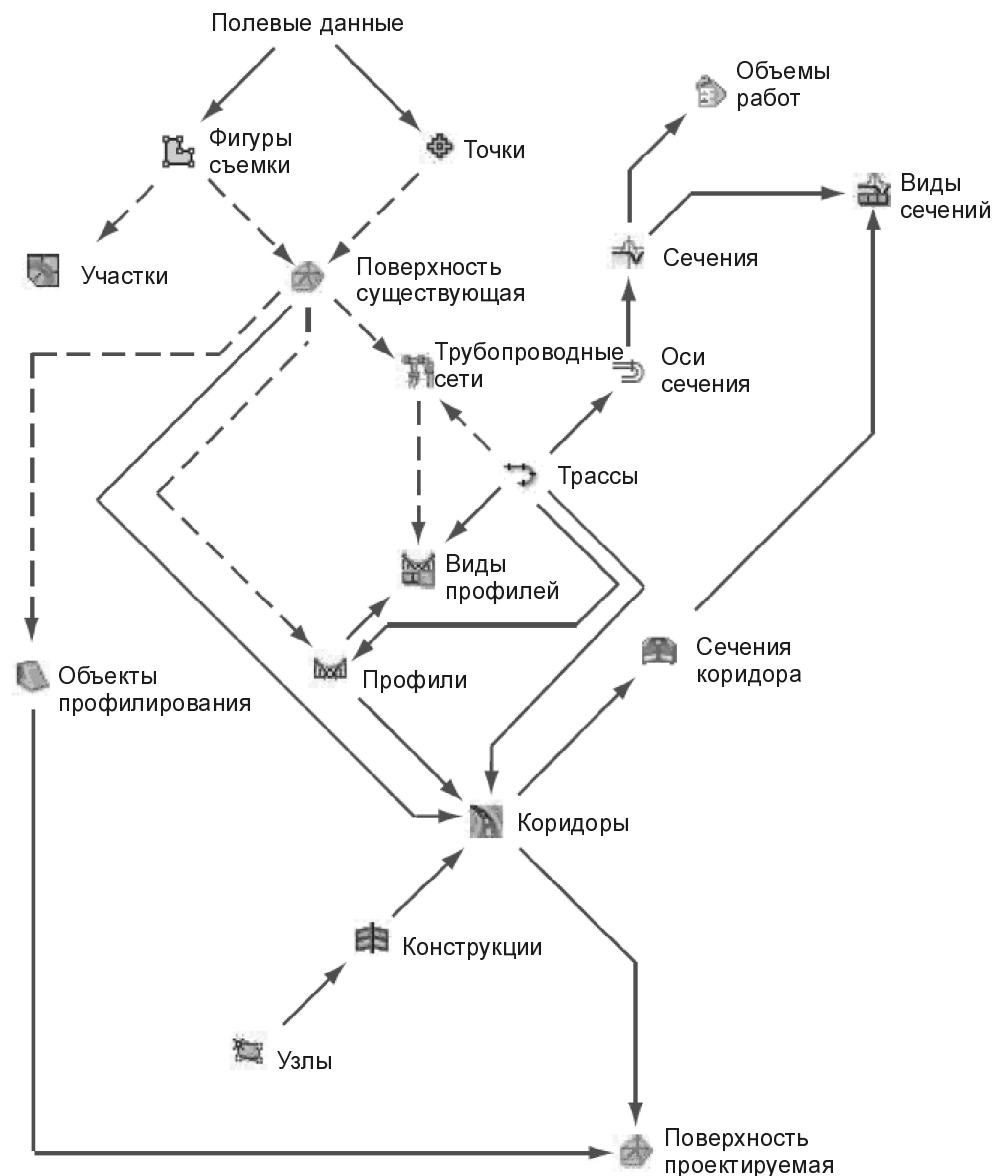 Полевые данные
Объемы
работ
Фигуры
съемки
Точки
Виды
сечений
Участки
Поверхность
существующая
Сечения
Трубопроводные
сети
Оси
сечения
Трассы
Виды
профилей
Сечения
коридора
Объекты
профилирования
Профили
Коридоры
Конструкции
Узлы
Поверхность
проектируемая